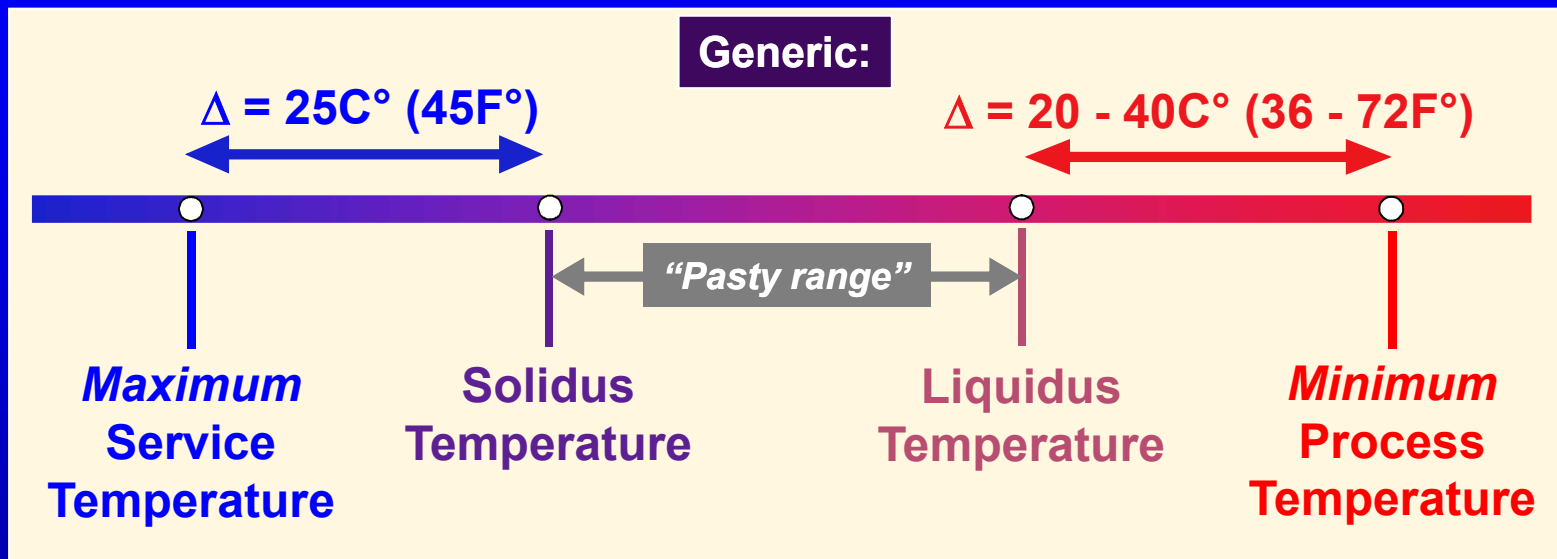 Generic:
Δ = 25C° (45F°)
Δ = 20 - 40C° (36 - 72F°)
“Pasty range”
Maximum
Service
Temperature
Solidus
Temperature
Liquidus
Temperature
Minimum
Process
Temperature